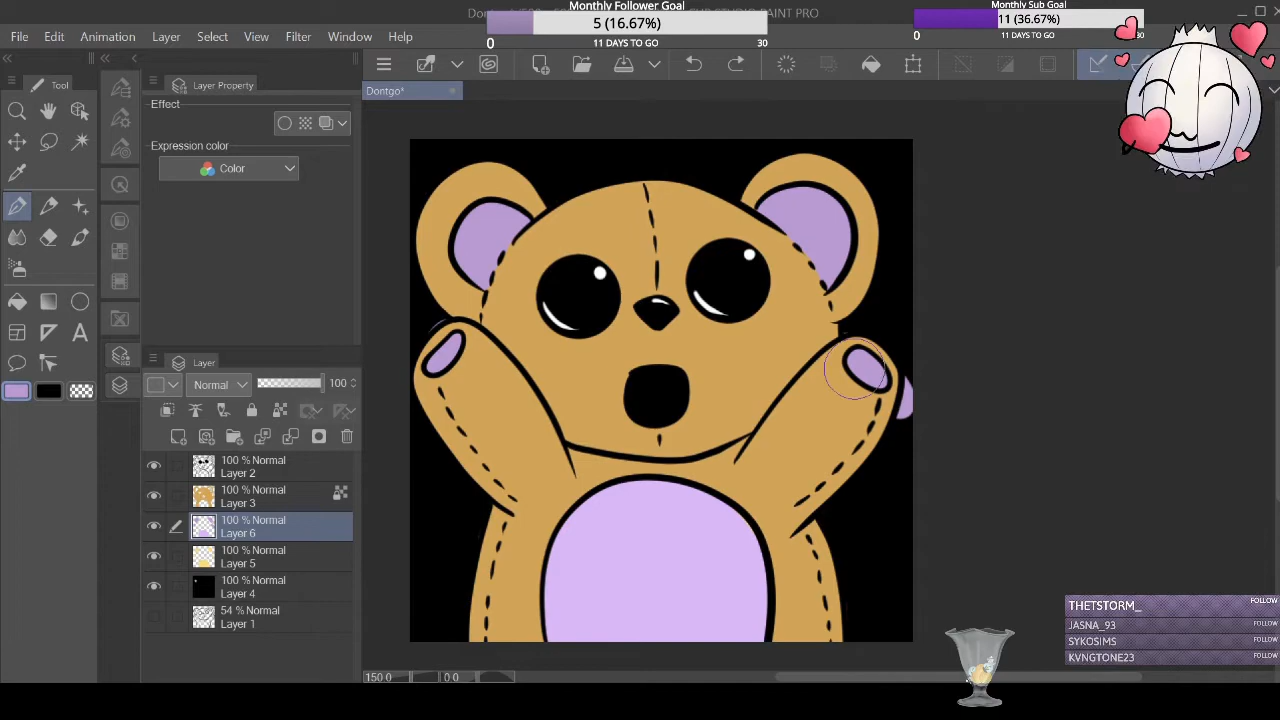 Monthly Follower Goal
5 (16.67%)
0 11 DAYS TO GO 30
Monthly Sub Goal
11 (36.67%)
0 11 DAYS TO GO 30
Dontgo
PAINT PRO
File Edit Animation Layer Select View Filter Window Help
Tool
Layer Property
Dontgo*
Effect
Expression color
Color
Layer
Normal 100
100 % Normal
Layer 2
100 % Normal
Layer 3
100 % Normal
Layer 6
100 % Normal
Layer 5
100 % Normal
Layer 4
54 % Normal
Layer 1
150.0 0.0
THETSTORM_ FOLLOW
JASNA_93 FOLLOW
SYKOSIMS FOLLOW
KVNGTONE23 FOLLOW